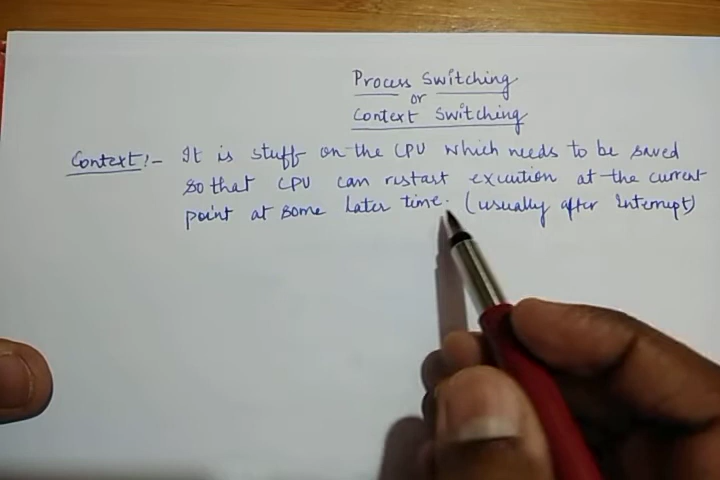 Process Switching
or
Context Switching
Context:- It is stuff on the CPU which needs to be saved
so that CPU can restart excution at the current
point at some later time. (usually after Interrupt)